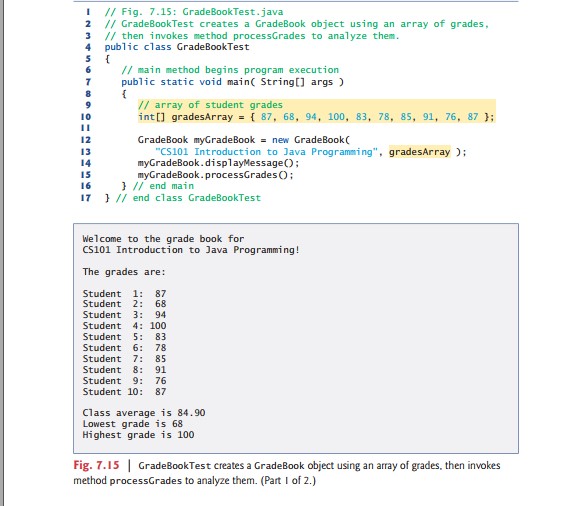 1 // Fig. 7.15: GradeBookTest.java
2 // GradeBookTest creates a GradeBook object using an array of grades,
3 // then invokes method processGrades to analyze them.
4 public class GradeBookTest
5 {
6 // main method begins program execution
7 public static void main( String[] args )
8 {
9 // array of student grades
10 int[] gradesArray = { 87, 68, 94, 100, 83, 78, 85, 91, 76, 87 };
11
12 GradeBook myGradeBook = new GradeBook(
13 "CS101 Introduction to Java Programming", gradesArray );
14 myGradeBook.displayMessage();
15 myGradeBook.processGrades();
16 } // end main
17 } // end class GradeBookTest
Welcome to the grade book for
CS101 Introduction to Java Programming!
The grades are:
Student 1: 87
Student 2: 68
Student 3: 94
Student 4: 100
Student 5: 83
Student 6: 78
Student 7: 85
Student 8: 91
Student 9: 76
Student 10: 87
Class average is 84.90
Lowest grade is 68
Highest grade is 100
Fig. 7.15 | GradeBookTest creates a GradeBook object using an array of grades, then invokes
method processGrades to analyze them. (Part 1 of 2.)